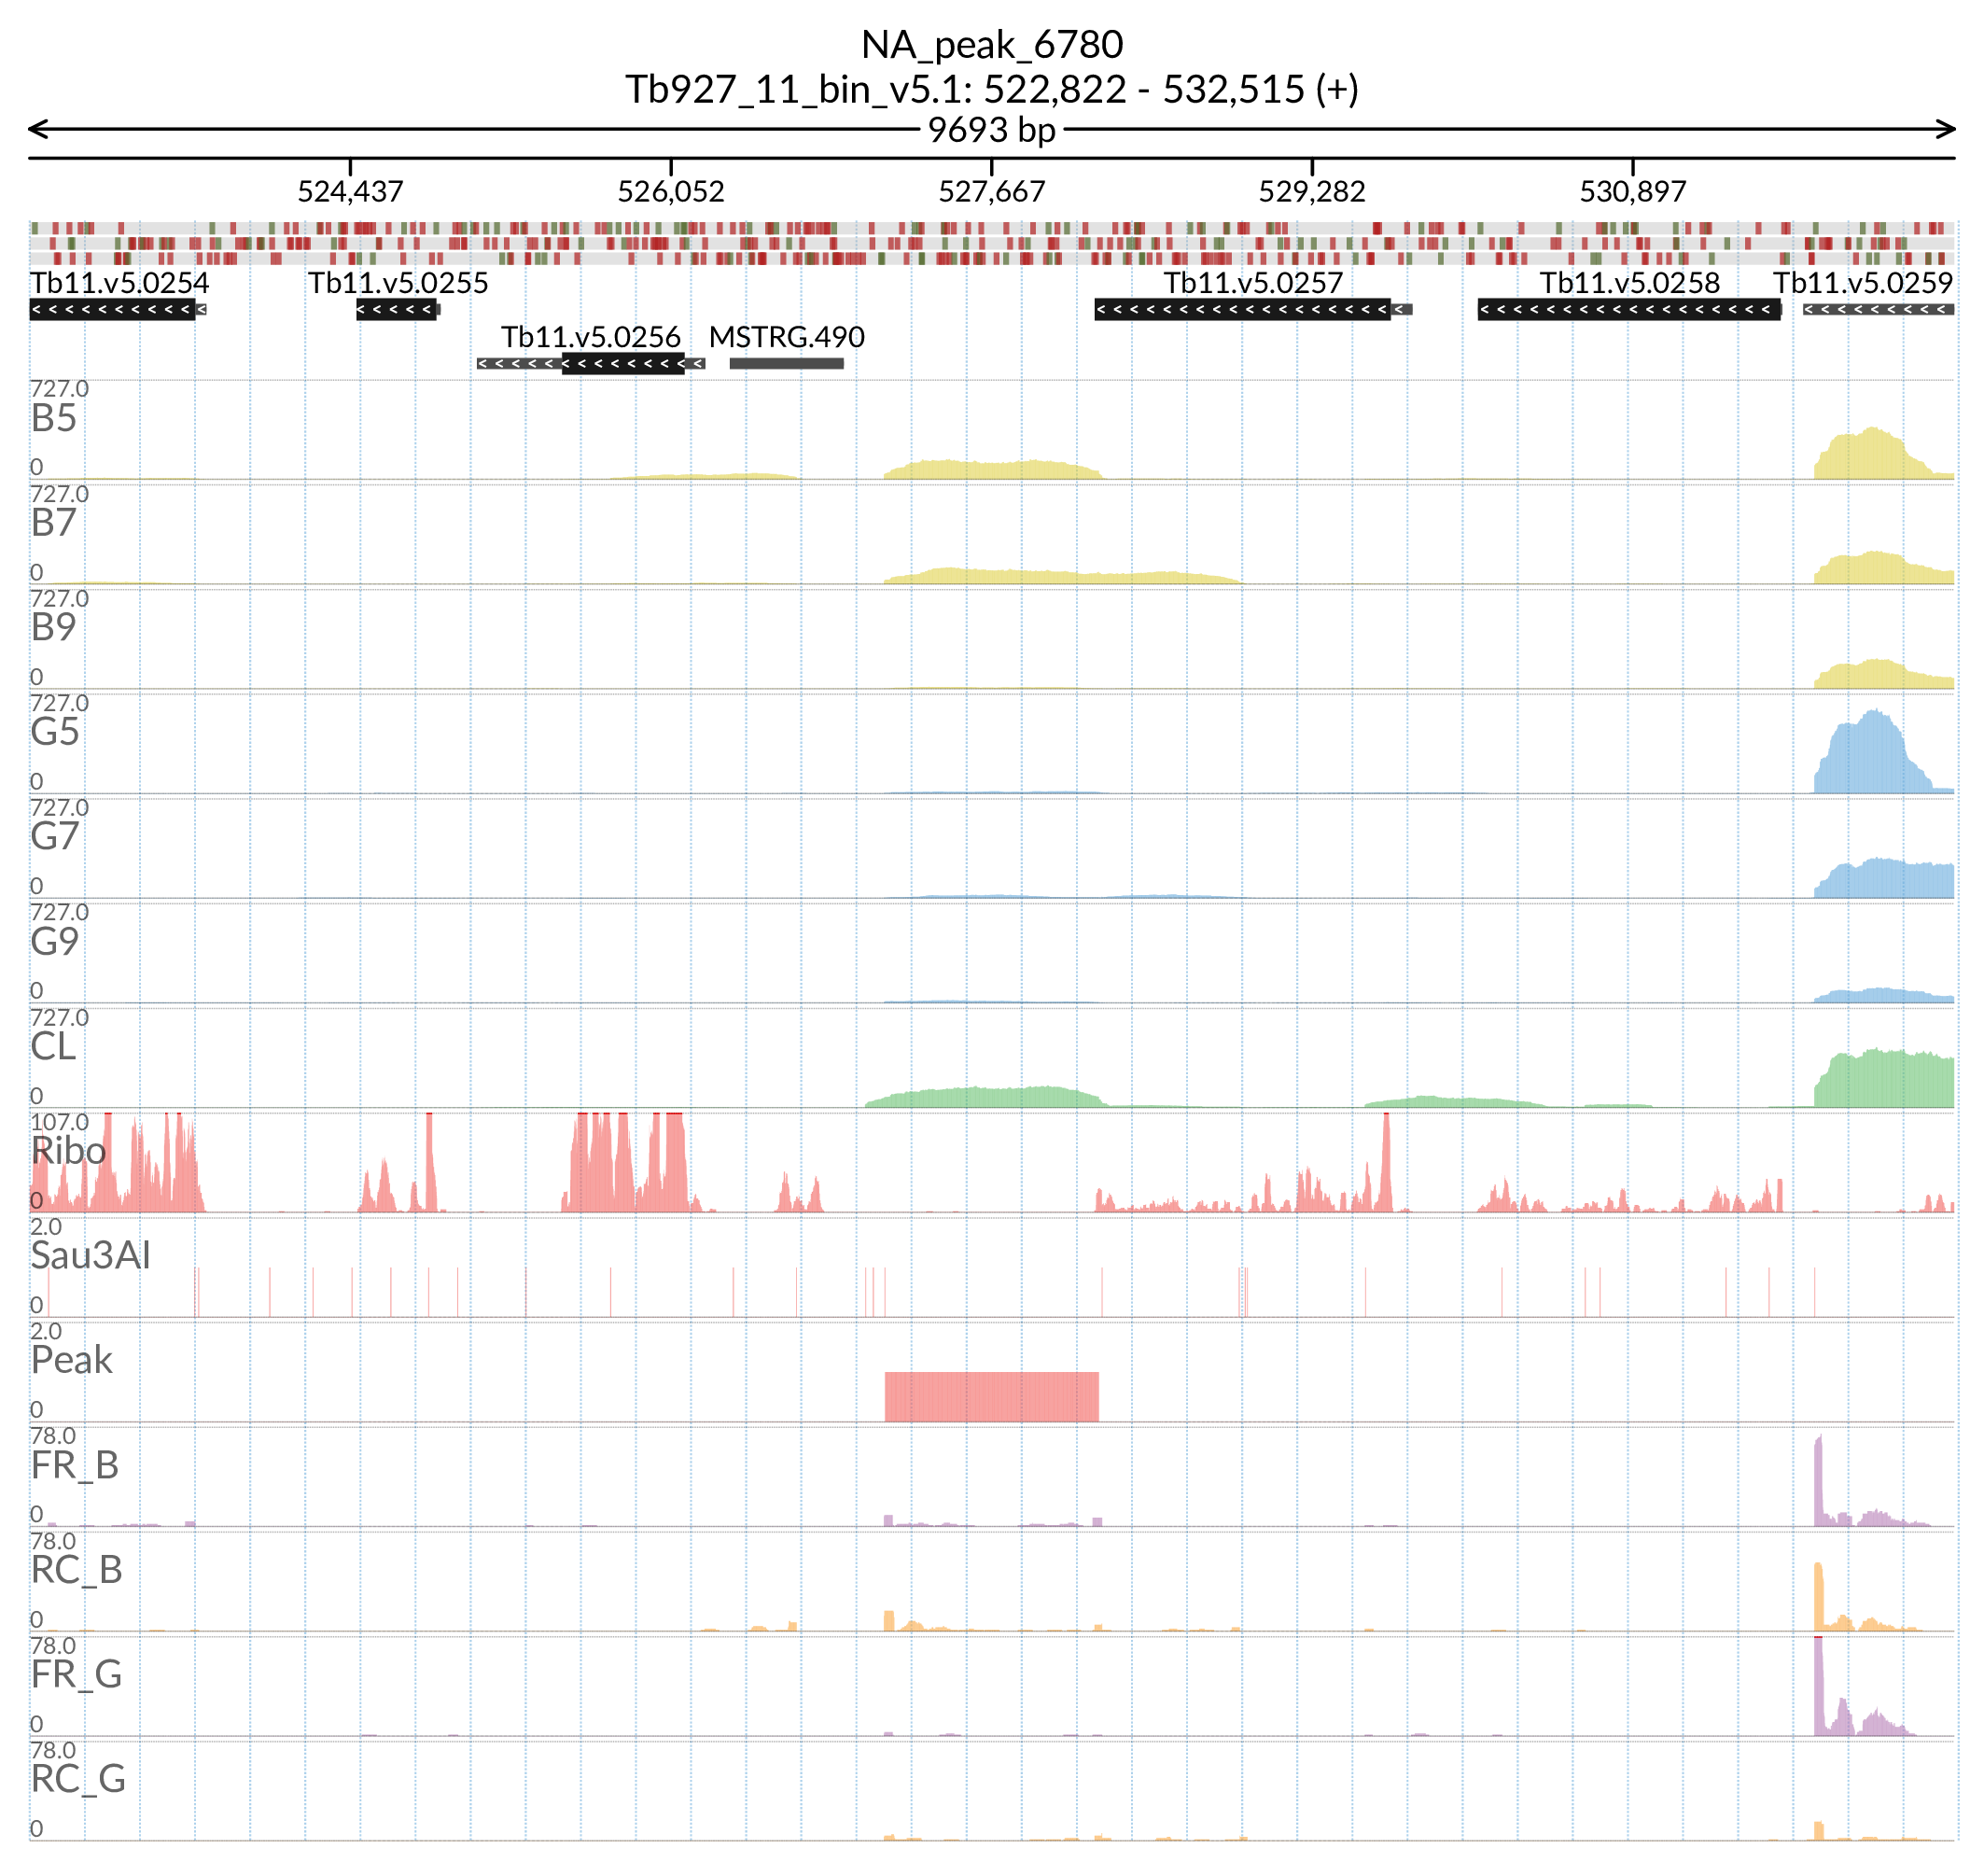 NA_peak_6780
Tb927_11_bin_v5.1: 522,822 - 532,515 (+)
9693 bp
524,437 526,052 527,667 529,282 530,897
Tb11.v5.0254 Tb11.v5.0255 Tb11.v5.0257 Tb11.v5.0258 Tb11.v5.0259
Tb11.v5.0256 MSTRG.490
727.0
B5
0
727.0
B7
0
727.0
B9
0
727.0
G5
0
727.0
G7
0
727.0
G9
0
727.0
CL
0
107.0
Ribo
0
2.0
Sau3AI
0
2.0
Peak
0
78.0
FR_B
0
78.0
RC_B
0
78.0
FR_G
0
78.0
RC_G
0